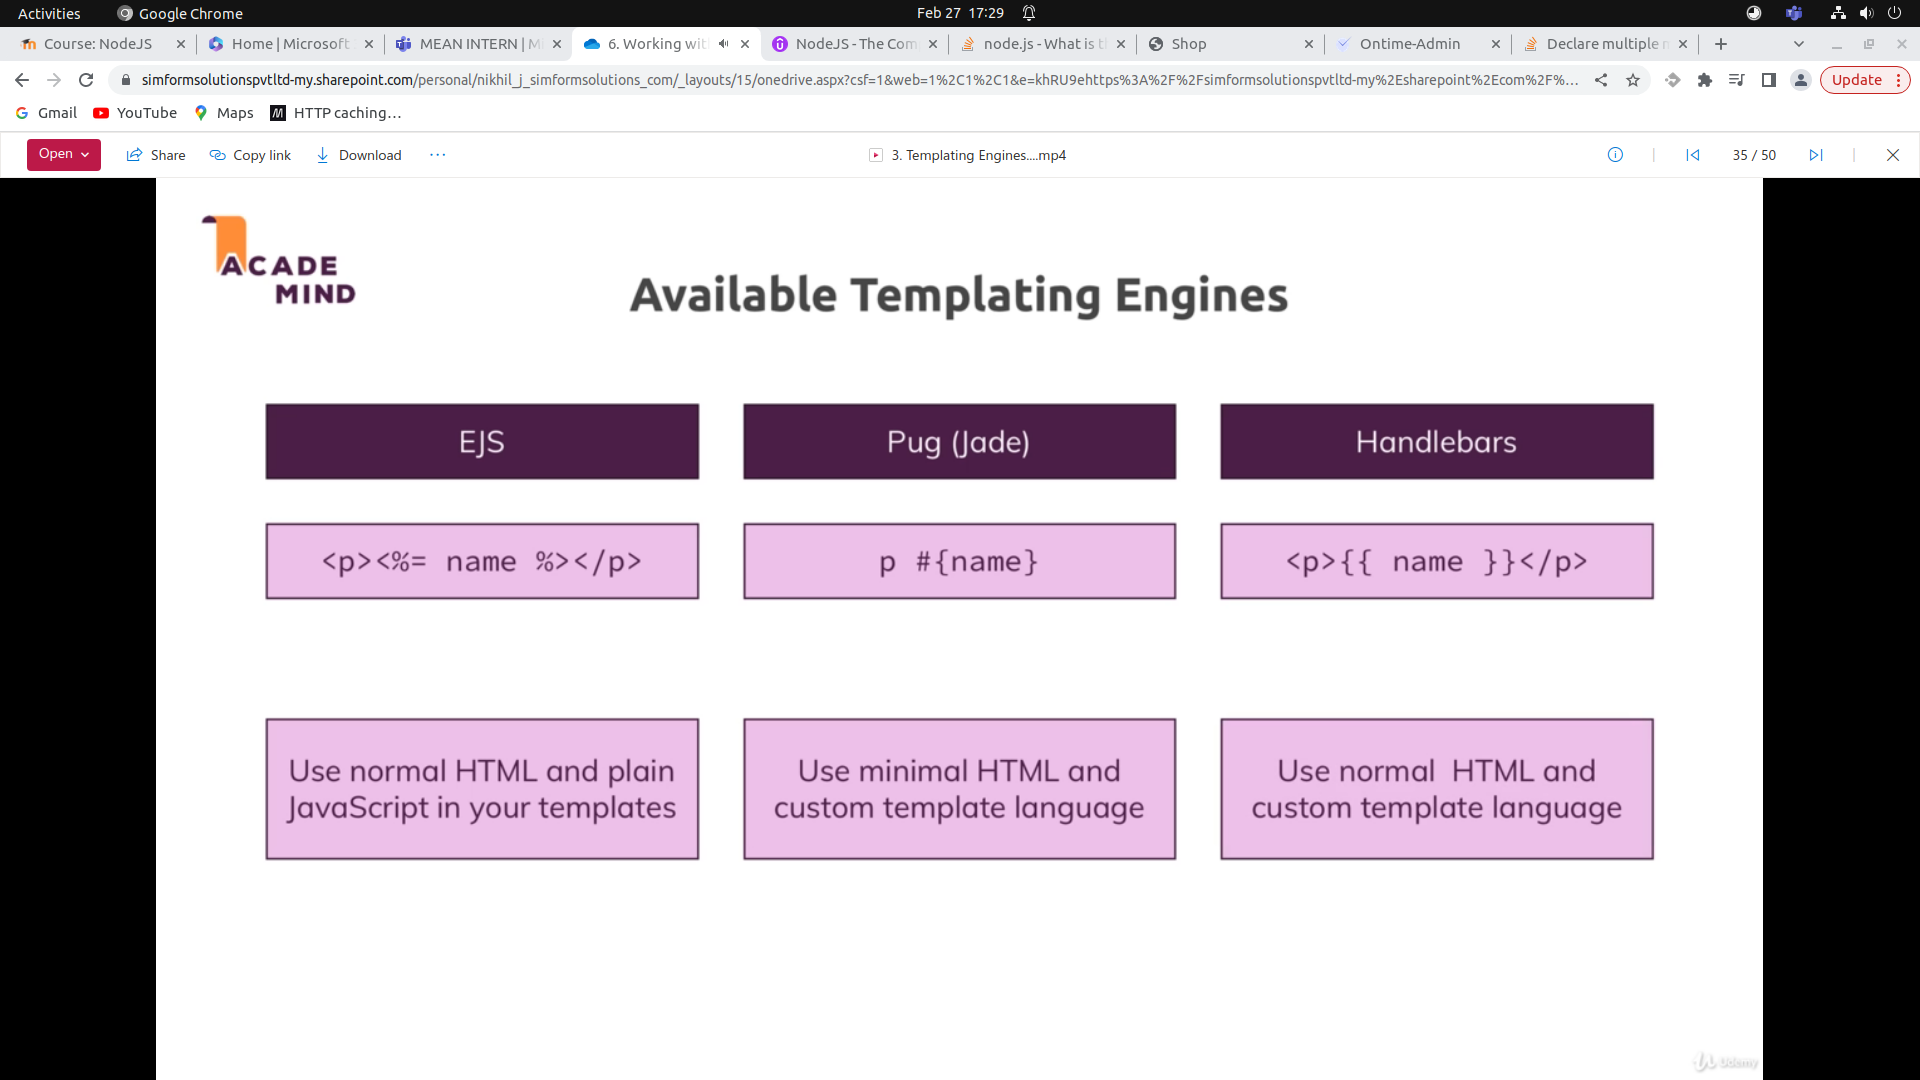 Activities
Google Chrome
Feb 27 17:29
Course: NodeJS
Home | Microsoft
MEAN INTERN |
6. Working wit
NodeJS - The Com
node.js - What is t
Shop
Ontime-Admin
Declare multiple
simformsolutionspvtltd-my.sharepoint.com/personal/nikhil_j_simformsolutions_com/_layouts/15/onedrive.aspx?csf=1&web=1%2C1%2C1&e=khRU9ehttps%3A%2F%2Fsimformsolutionspvtltd-my%2Esharepoint%2Ecom%2F%...
Update
Gmail
YouTube
Maps
HTTP caching...
Open
Share
Copy link
Download
3. Templating Engines....mp4
35 / 50
ACADE
MIND
Available Templating Engines
EJS
Pug (Jade)
Handlebars
<p><%= name %></p>
p #{name}
<p>{{ name }}</p>
Use normal HTML and plain
JavaScript in your templates
Use minimal HTML and
custom template language
Use normal HTML and
custom template language
Udemy